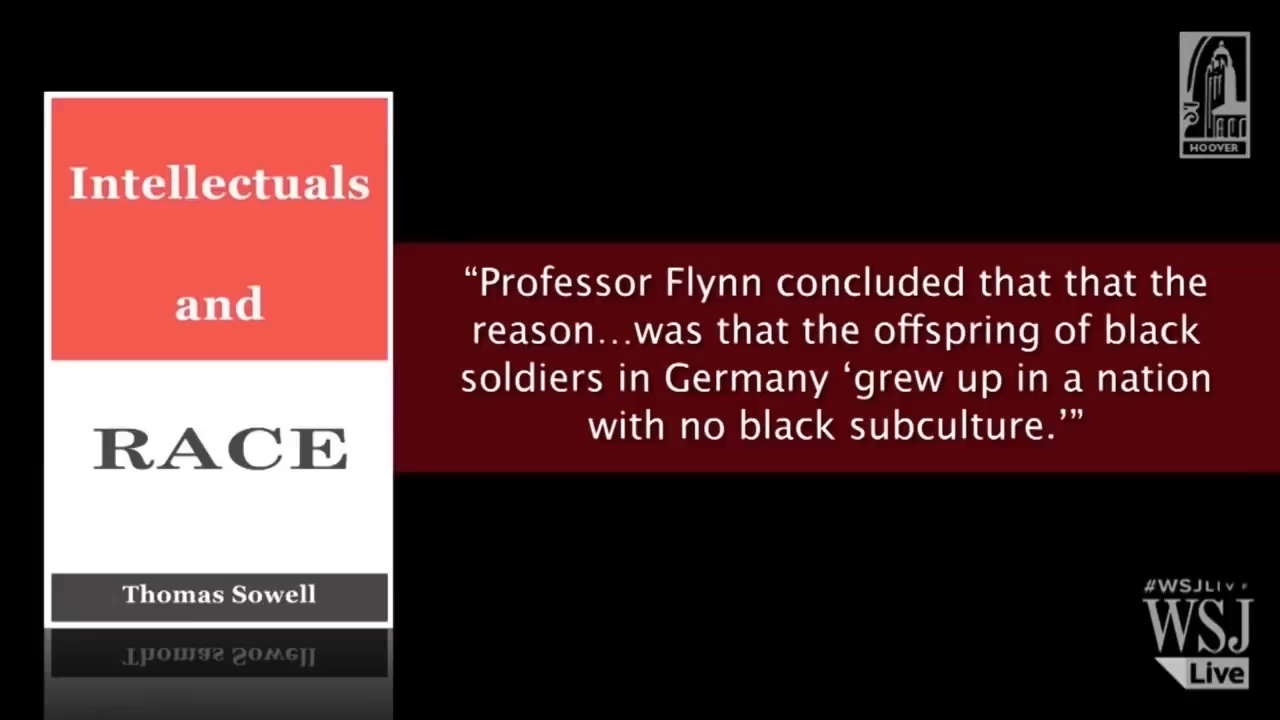 Intellectuals
and
RACE
Thomas Sowell
Thomas Sowell
“Professor Flynn concluded that that the
reason...was that the offspring of black
soldiers in Germany ‘grew up in a nation
with no black subculture.’”
HOOVER
#WSJLIVE
WSJ
Live